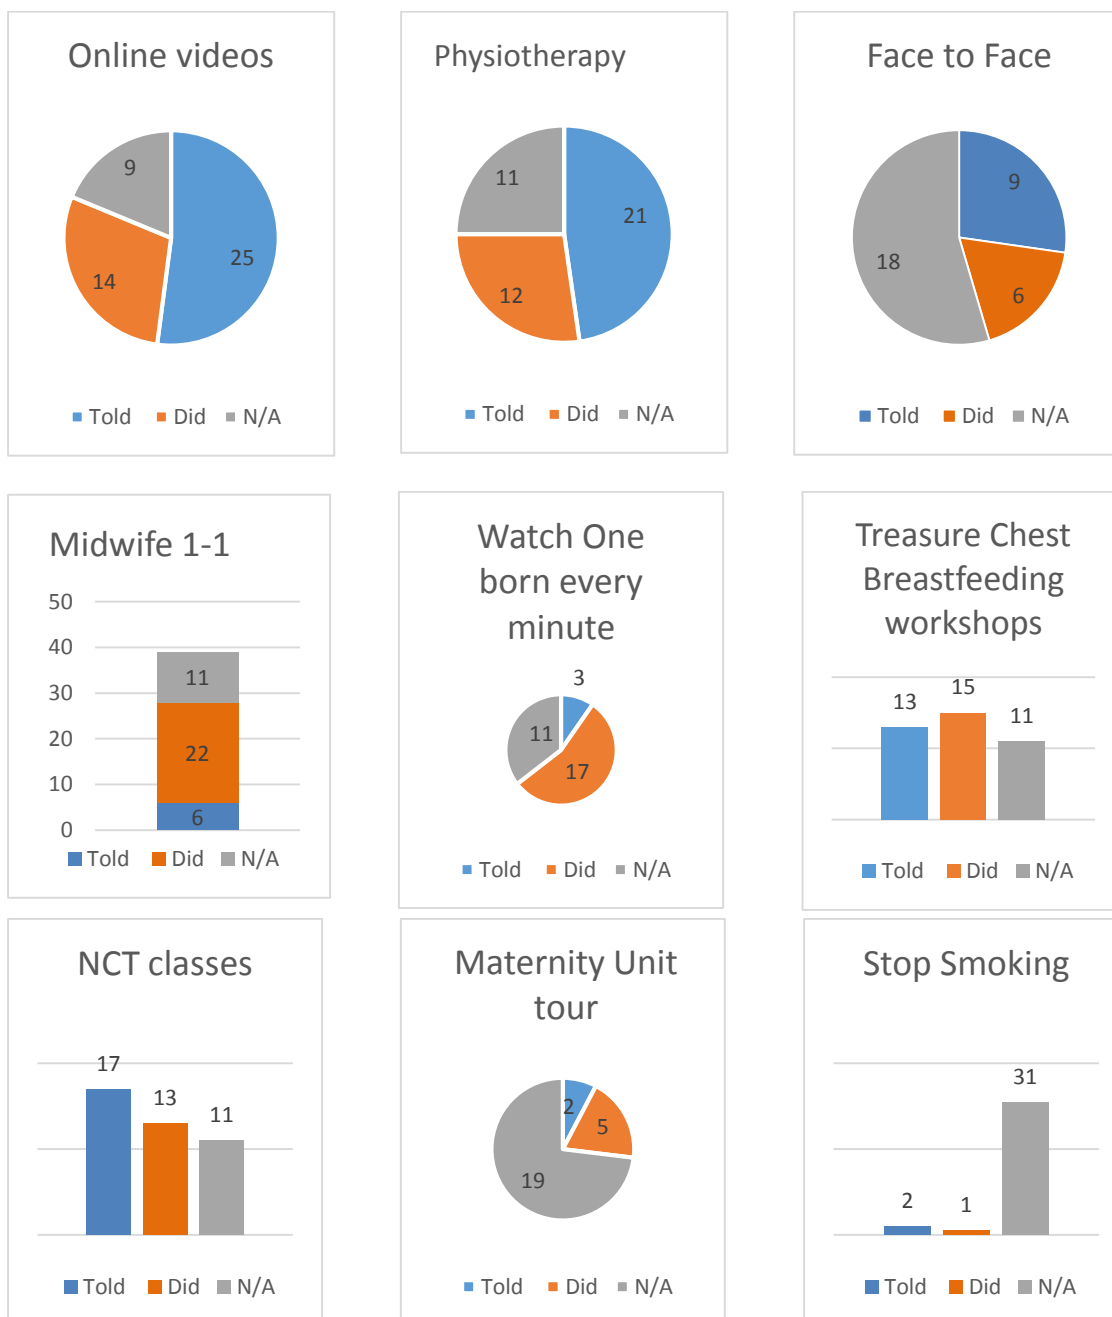 Online videos
9
25
14
Told Did N/A
Physiotherapy
11
21
12
Told Did N/A
Face to Face
9
18
6
Told Did N/A
Midwife 1-1
50
40
30
20
10
0
11
22
6
Told Did N/A
Watch One
born every
minute
3
11
17
Told Did N/A
Treasure Chest
Breastfeeding
workshops
13 15 11
Told Did N/A
NCT classes
17 13 11
Told Did N/A
Maternity Unit
tour
2
5
19
Told Did N/A
Stop Smoking
2 1 31
Told Did N/A